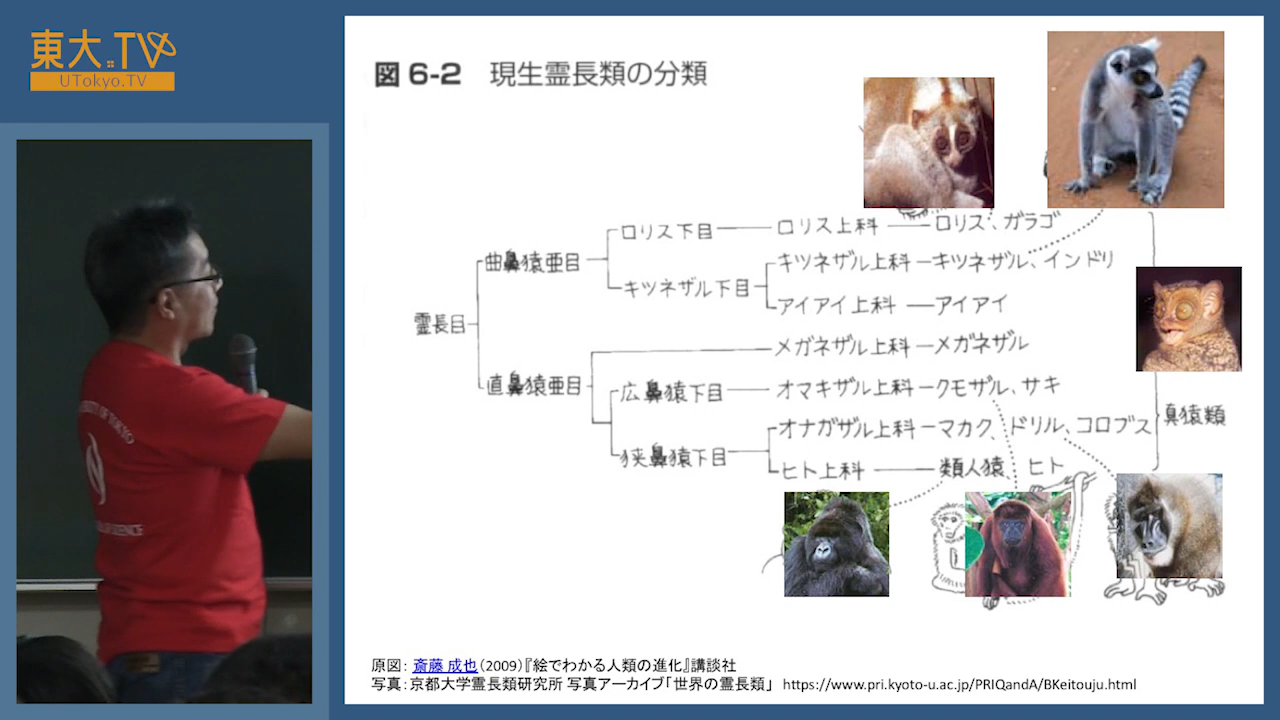 東大.TV
UTokyo.TV
図6-2 現生霊長類の分類
ロリス下目
ロリス上科
ロリス、ガラゴ
曲鼻猿亜目
キツネザル上科
キツネザル、インドリ
キツネザル下目
アイアイ上科
アイアイ
霊長目
メガネザル上科
メガネザル
直鼻猿亜目
広鼻猿下目
オマキザル上科
クモザル、サキ
オナガザル上科
マカク、ドリル、コロブス
真猿類
狭鼻猿下目
ヒト上科
類人猿、ヒト
原図: 斎藤 成也(2009)『絵でわかる人類の進化』講談社
写真:京都大学霊長類研究所 写真アーカイブ「世界の霊長類」 https://www.pri.kyoto-u.ac.jp/PRIQandA/BKeitouju.html